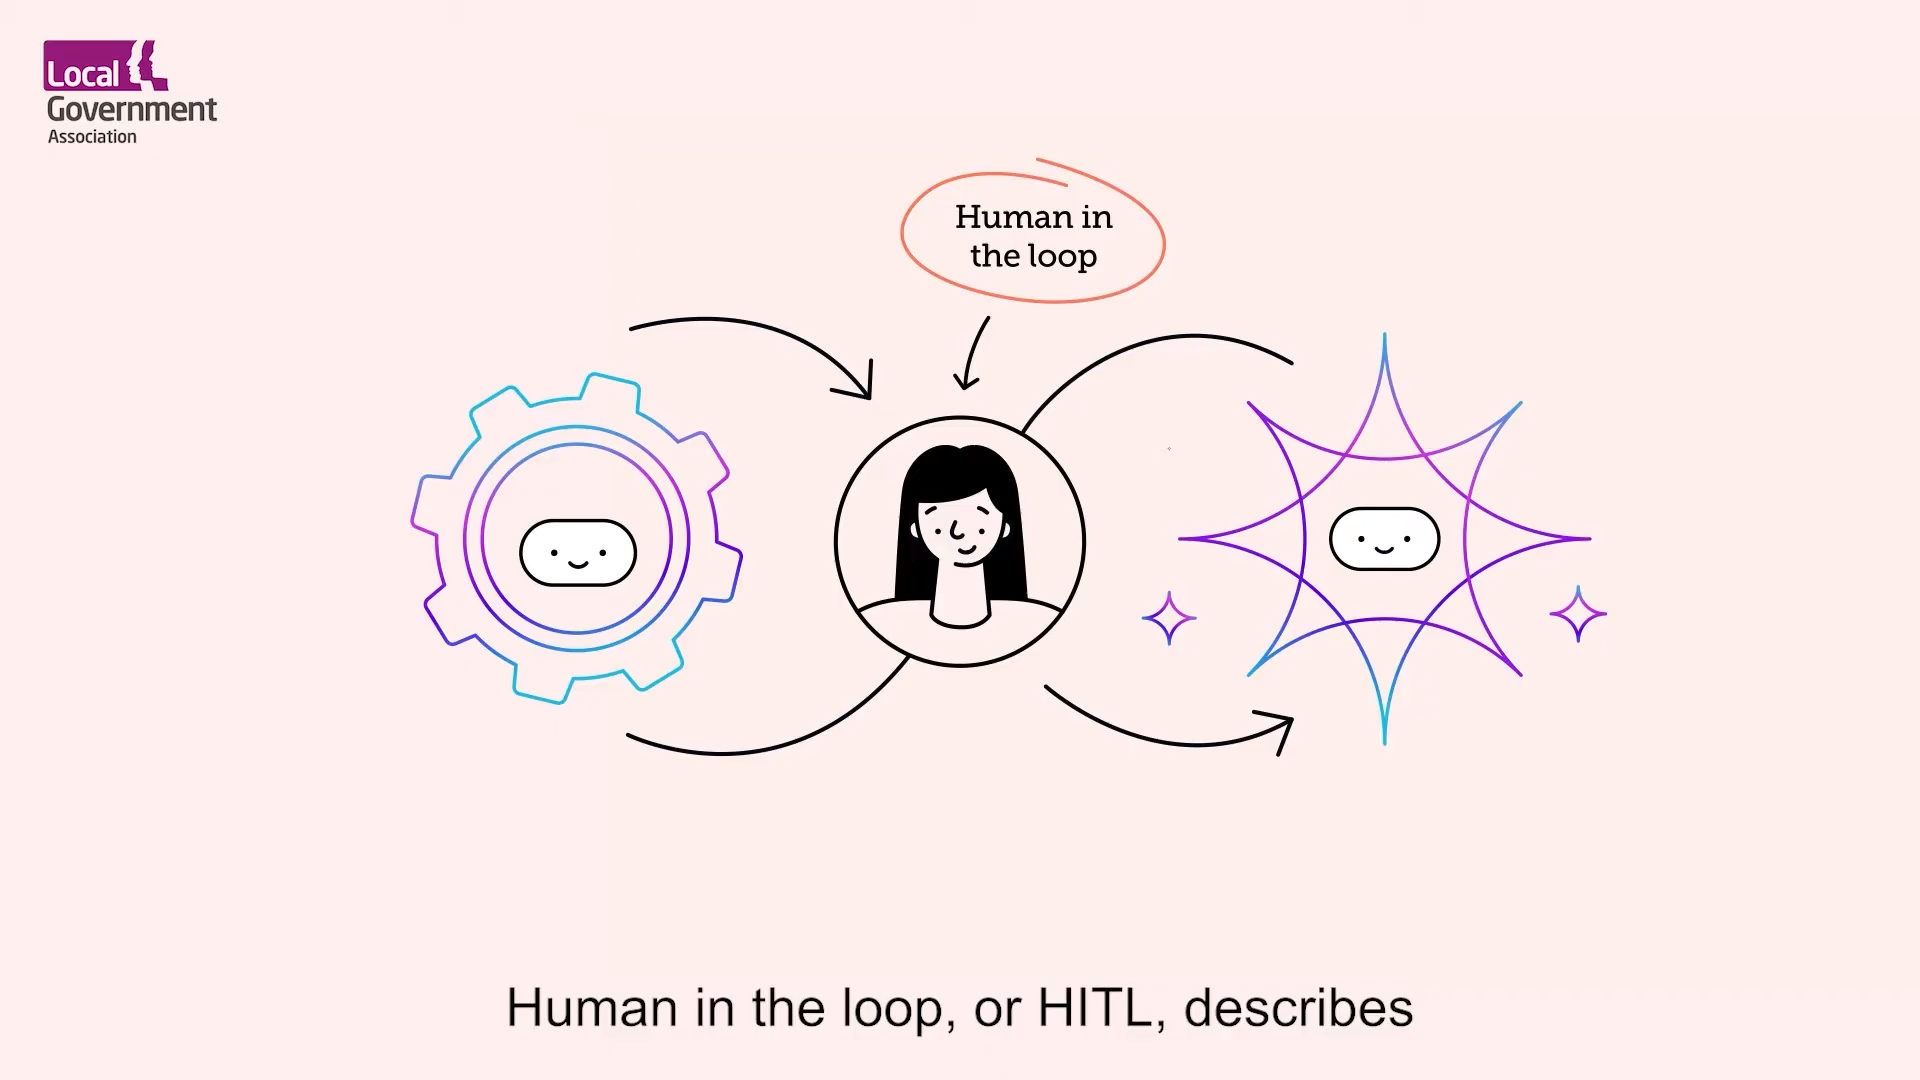 Local
Government
Association
Human in
the loop
Human in the loop, or HITL, describes